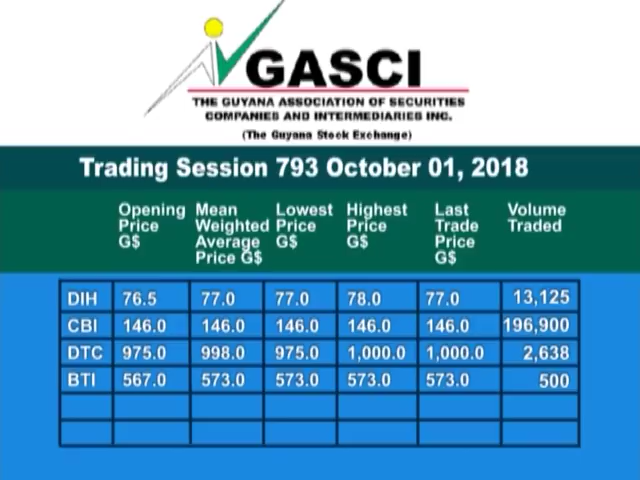 GASCI
THE GUYANA ASSOCIATION OF SECURITIES
COMPANIES AND INTERMEDIARIES INC.
(The Guyana Stock Exchange)
Trading Session 793 October 01, 2018
Opening Price G$ Mean Weighted Average Price G$ Lowest Price G$ Highest Price G$ Last Trade Price G$ Volume Traded
DIH 76.5 77.0 77.0 78.0 77.0 13,125
CBI 146.0 146.0 146.0 146.0 146.0 196,900
DTC 975.0 998.0 975.0 1,000.0 1,000.0 2,638
BTI 567.0 573.0 573.0 573.0 573.0 500